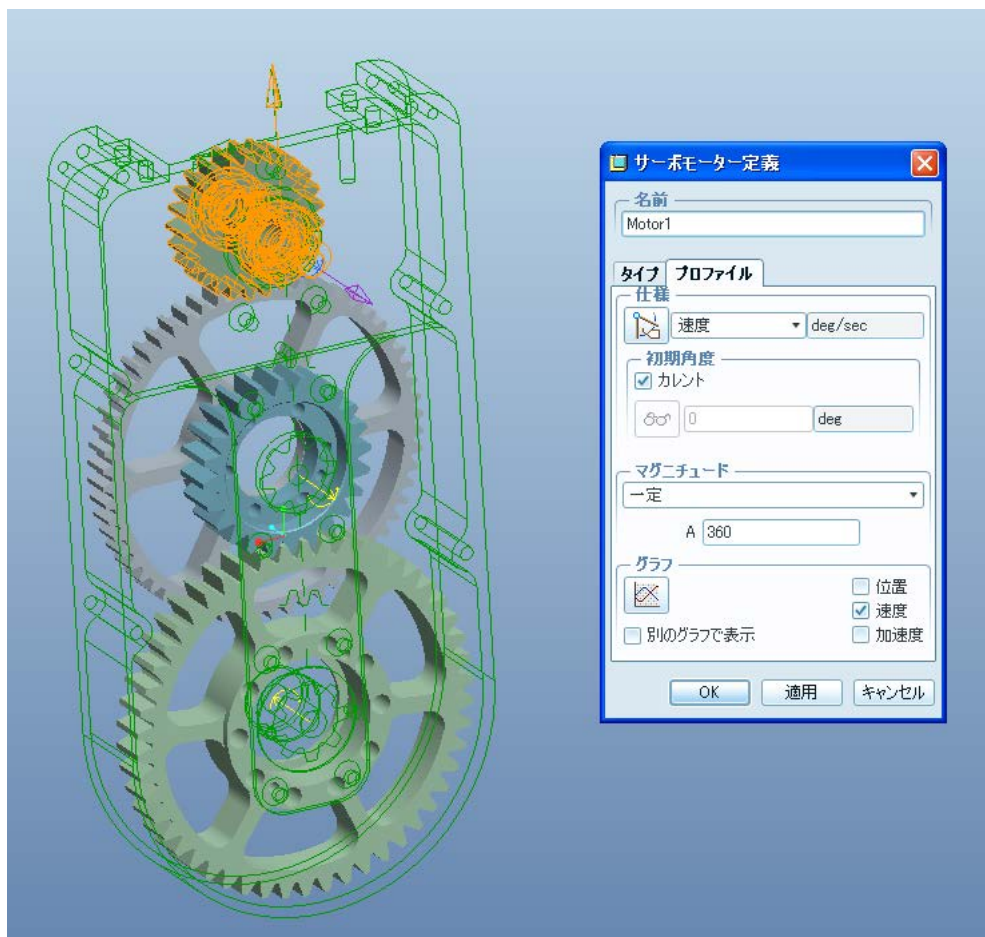 サーボモーター定義
名前
Motor1
タイプ プロファイル
仕様
速度 deg/sec
初期角度
カレント
0 deg
マグニチュード
一定
A 360
グラフ
位置
速度
別のグラフで表示 加速度
OK 適用 キャンセル